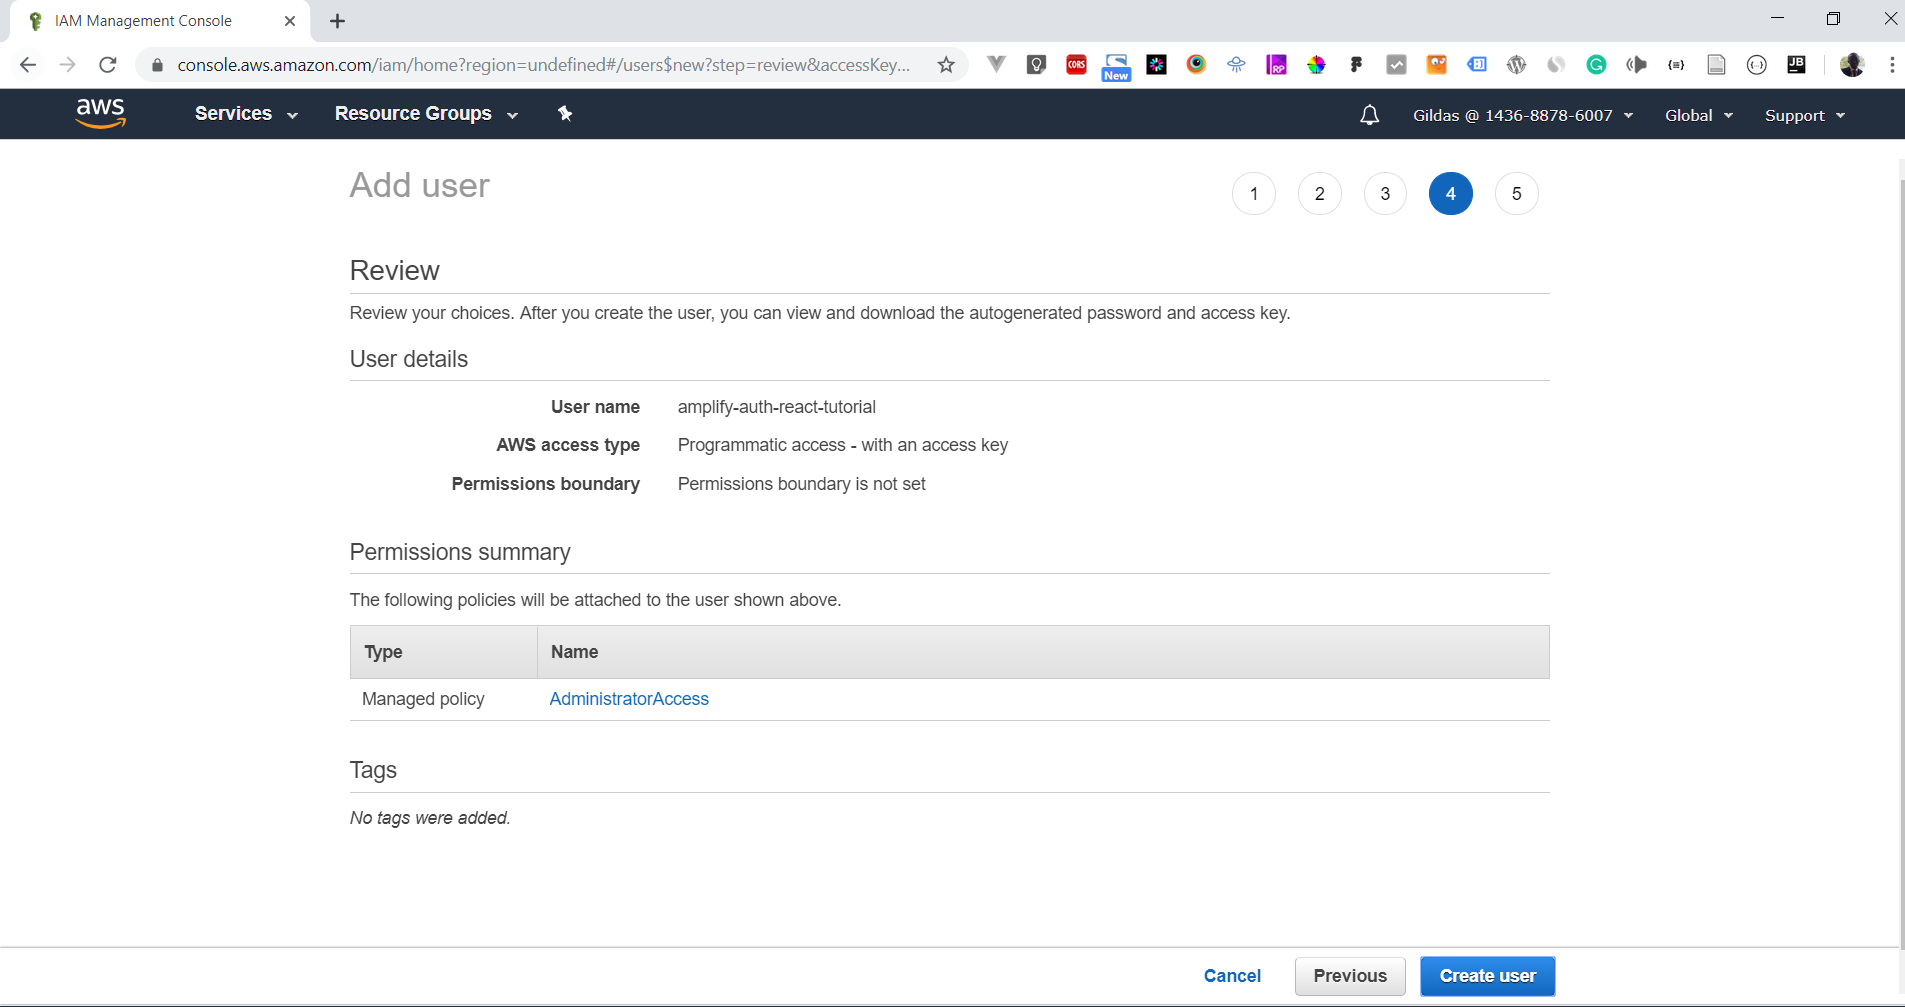 IAM Management Console
console.aws.amazon.com/iam/home?region=undefined#/users$new?step=review&accessKey...
CORS
New
RP
JB
aws
Services
Resource Groups
Gildas @ 1436-8878-6007
Global
Support
Add user
1
2
3
4
5
Review
Review your choices. After you create the user, you can view and download the autogenerated password and access key.
User details
User name amplify-auth-react-tutorial
AWS access type Programmatic access - with an access key
Permissions boundary Permissions boundary is not set
Permissions summary
The following policies will be attached to the user shown above.
Type Name
Managed policy AdministratorAccess
Tags
No tags were added.
Cancel
Previous
Create user